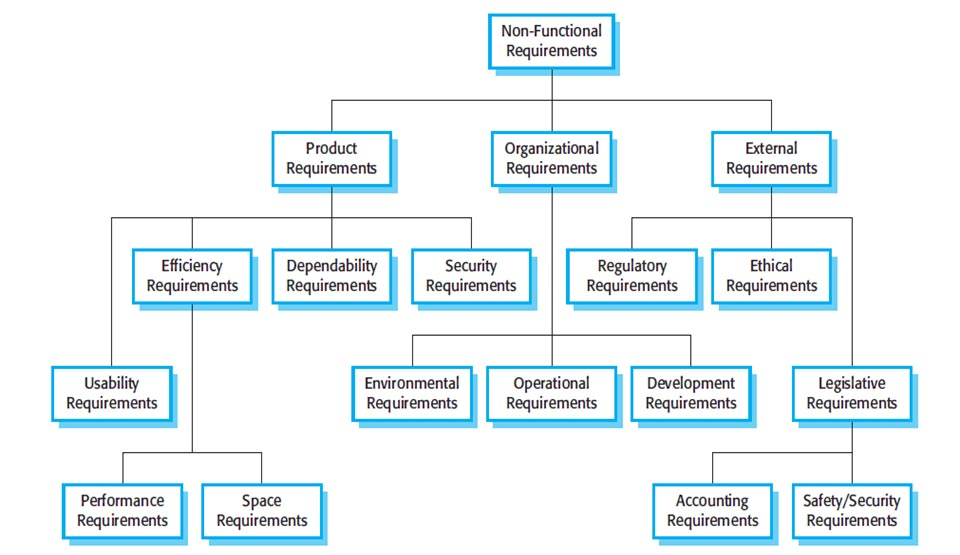 Non-Functional
Requirements
Product
Requirements
Organizational
Requirements
External
Requirements
Efficiency
Requirements
Dependability
Requirements
Security
Requirements
Regulatory
Requirements
Ethical
Requirements
Usability
Requirements
Environmental
Requirements
Operational
Requirements
Development
Requirements
Legislative
Requirements
Performance
Requirements
Space
Requirements
Accounting
Requirements
Safety/Security
Requirements